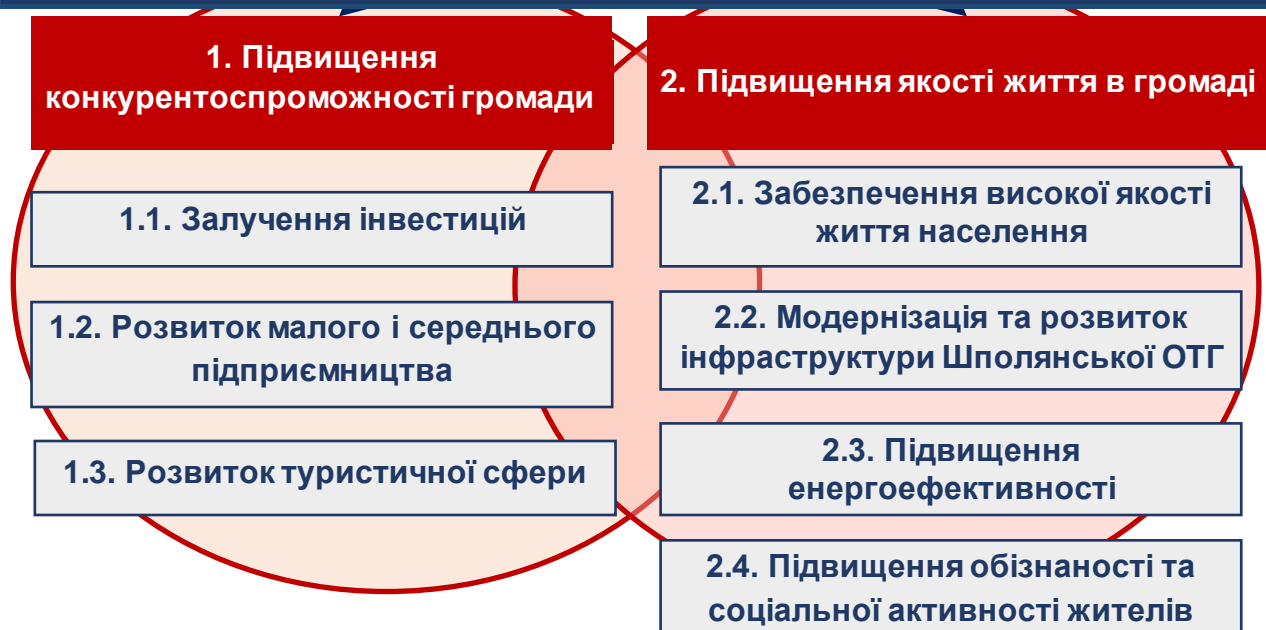 1. Підвищення
конкурентоспроможності громади
1.1. Залучення інвестицій
1.2. Розвиток малого і середнього
підприємництва
1.3. Розвиток туристичної сфери
2. Підвищення якості життя в громаді
2.1. Забезпечення високої якості
життя населення
2.2. Модернізація та розвиток
інфраструктури Шполянської ОТГ
2.3. Підвищення
енергоефективності
2.4. Підвищення обізнаності та
соціальної активності жителів